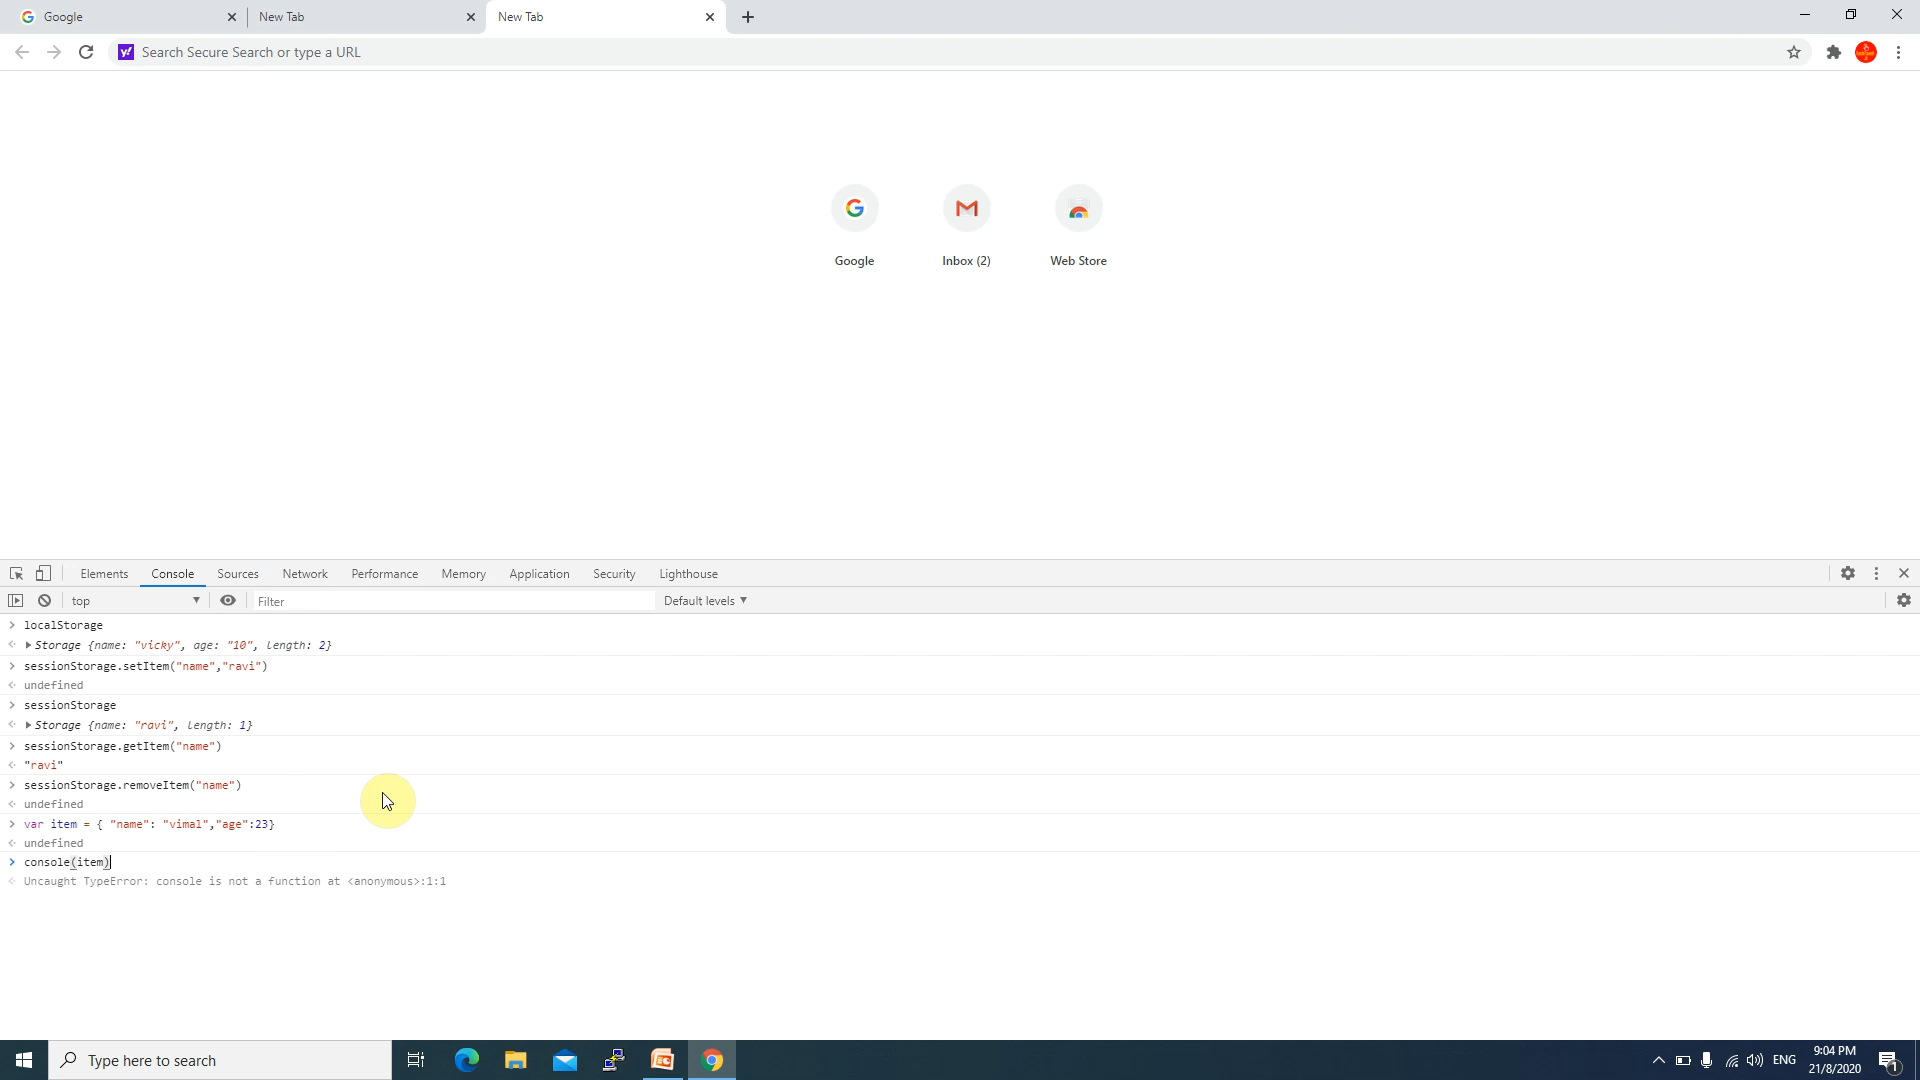 Google
New Tab
New Tab
y! Search Secure Search or type a URL
Google
Inbox (2)
Web Store
Elements Console Sources Network Performance Memory Application Security Lighthouse
top Filter Default levels
> localStorage
Storage {name: "vicky", age: "10", length: 2}
> sessionStorage.setItem("name","ravi")
undefined
> sessionStorage
Storage {name: "ravi", length: 1}
> sessionStorage.getItem("name")
"ravi"
> sessionStorage.removeItem("name")
undefined
> var item = { "name": "vimal","age":23}
undefined
> console(item)
Uncaught TypeError: console is not a function at <anonymous>:1:1
Type here to search
ENG
9:04 PM
21/8/2020
1